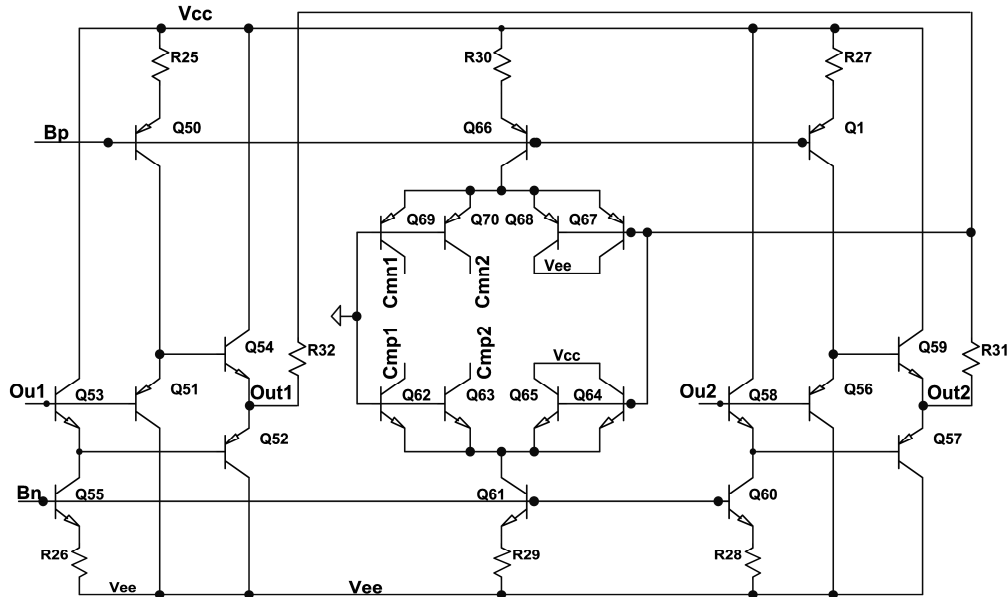 Vcc
R25
R30
R27
Bp
Q50
Q66
Q1
Q69
Q70
Q68
Q67
Cmn1
Cmn2
Vee
Cmp1
Cmp2
Vcc
Q54
R32
Q59
R31
Ou1
Q53
Q51
Out1
Q62
Q63
Q65
Q64
Ou2
Q58
Q56
Out2
Q52
Q57
Bn
Q55
Q61
Q60
R26
R29
R28
Vee
Vee